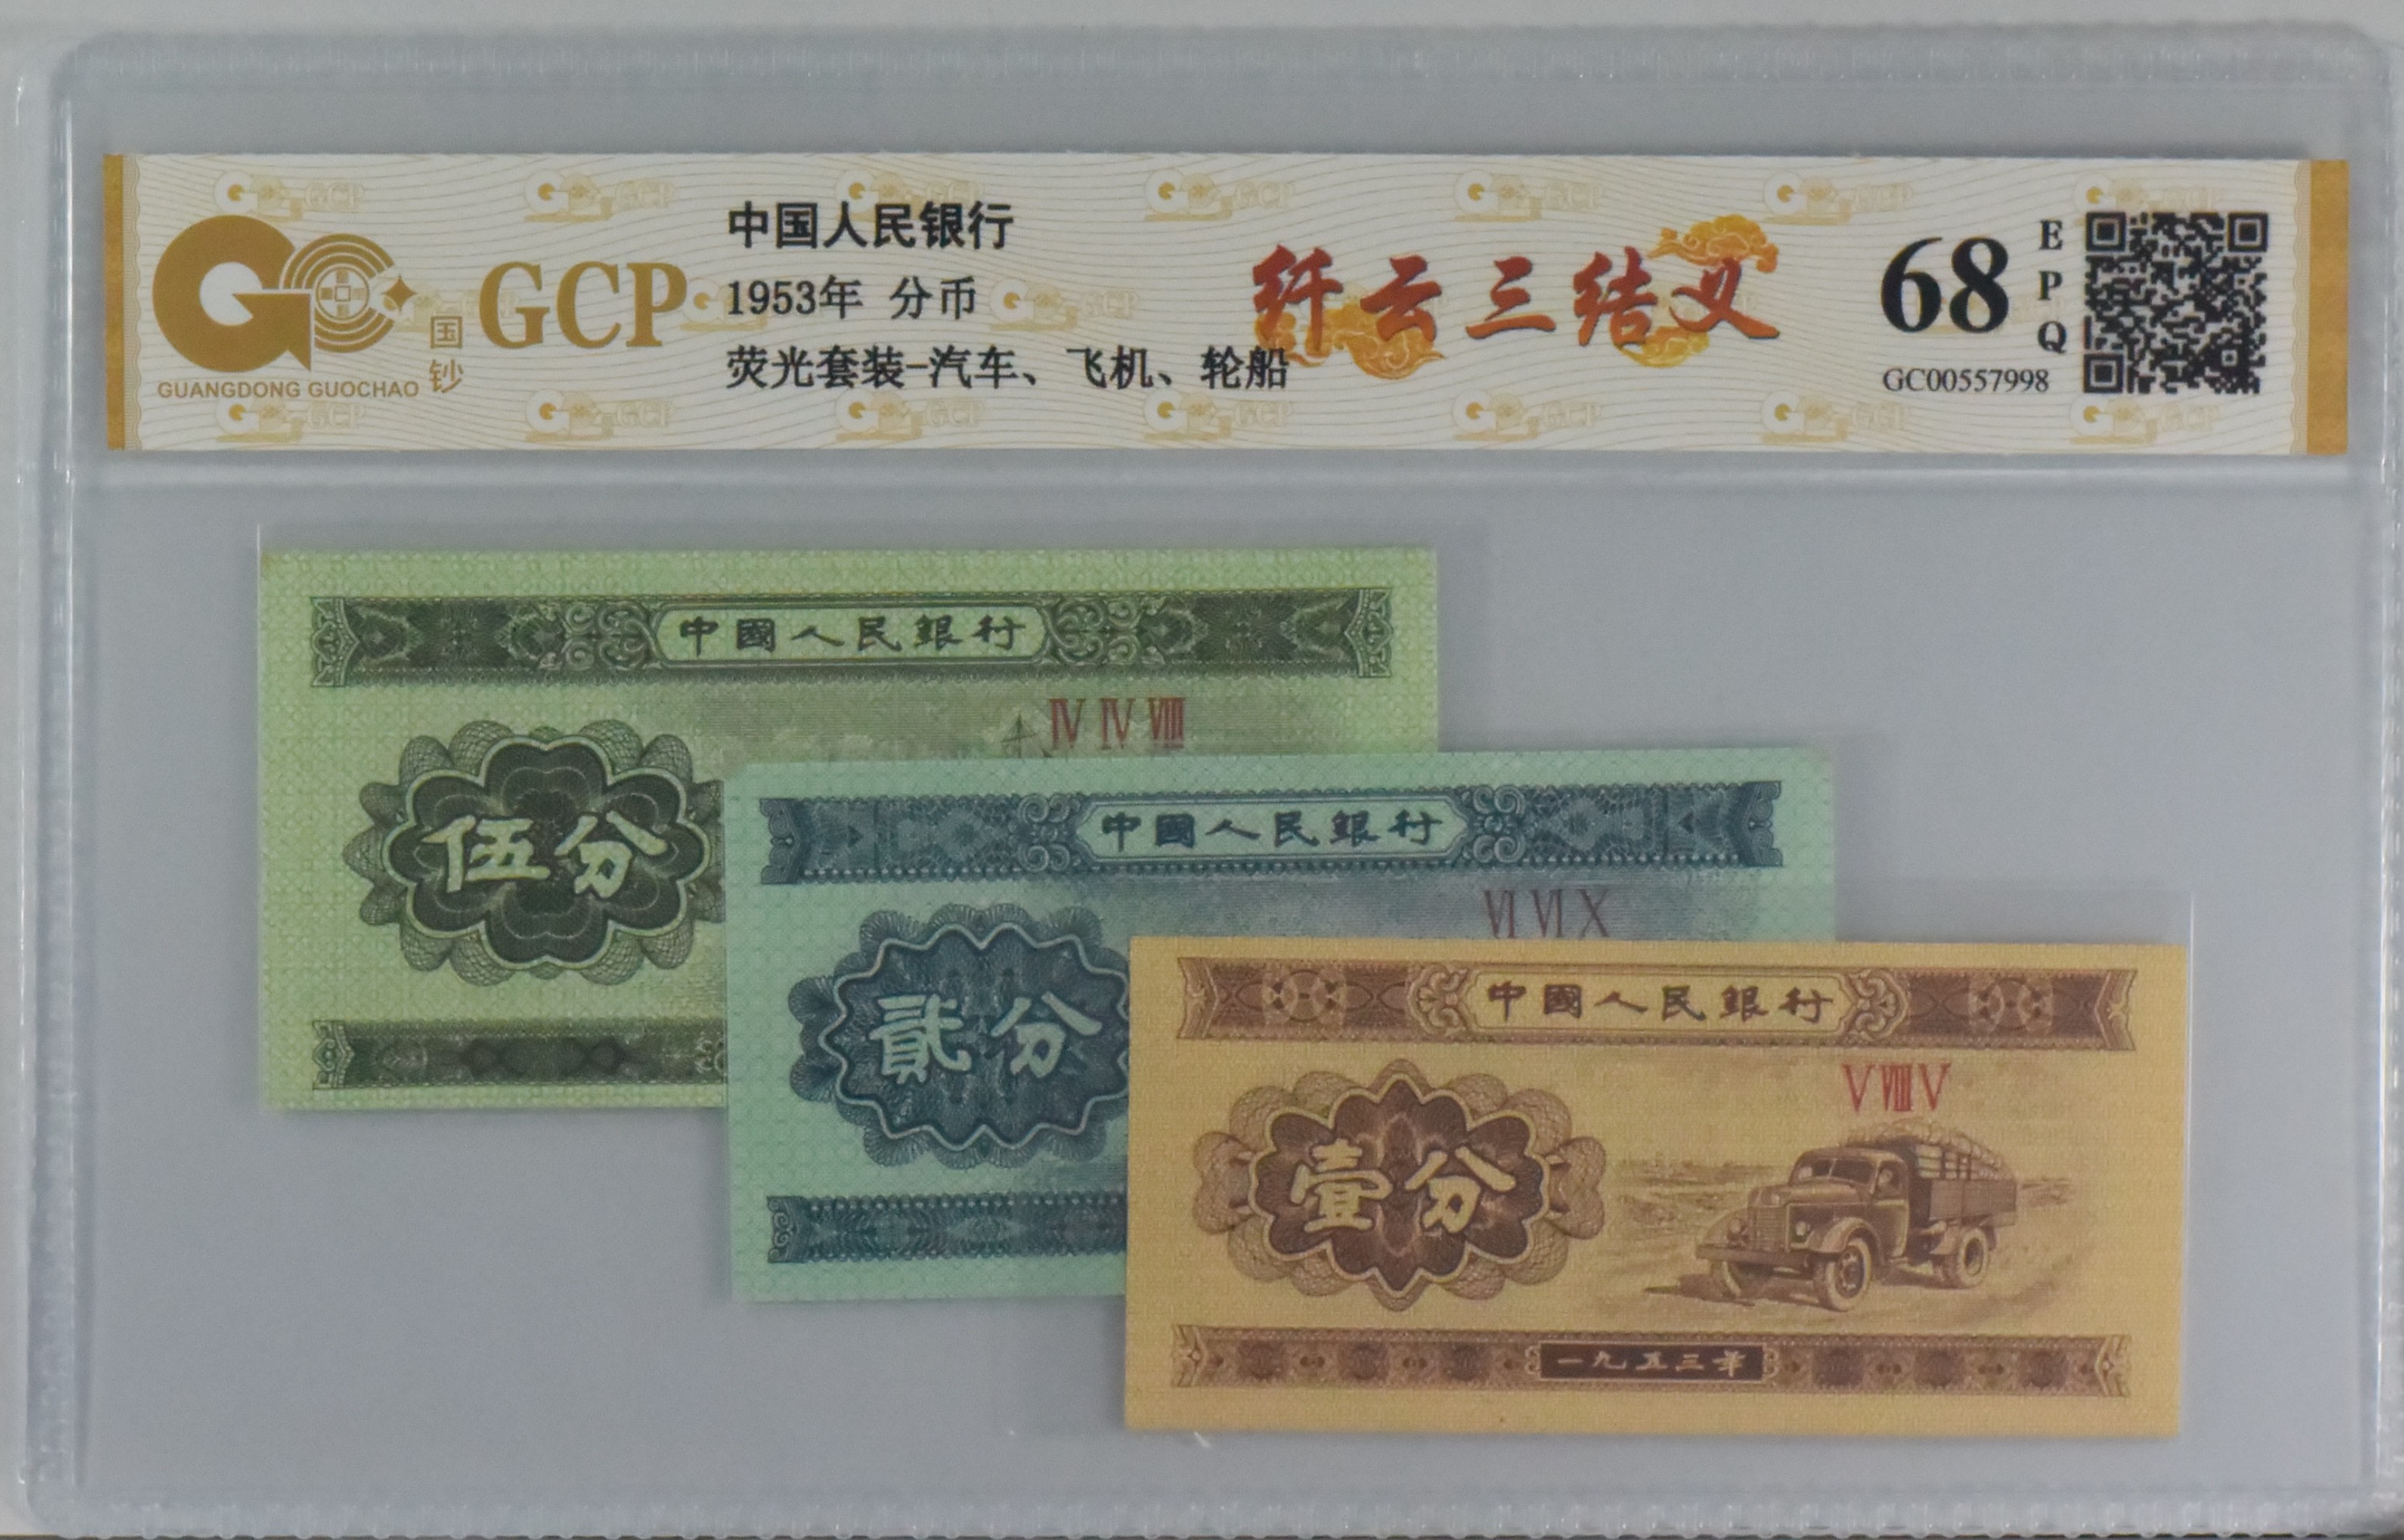 GCP
国钞
GUANGDONG GUOCHAO
中国人民银行
1953年 分币
荧光套装-汽车、飞机、轮船
纤云三结义
68
EPQ
GC00557998
中國人民銀行
IV IV VIII
伍分
中國人民銀行
VI VI X
貳分
中國人民銀行
V VIII V
壹分
一九五三年